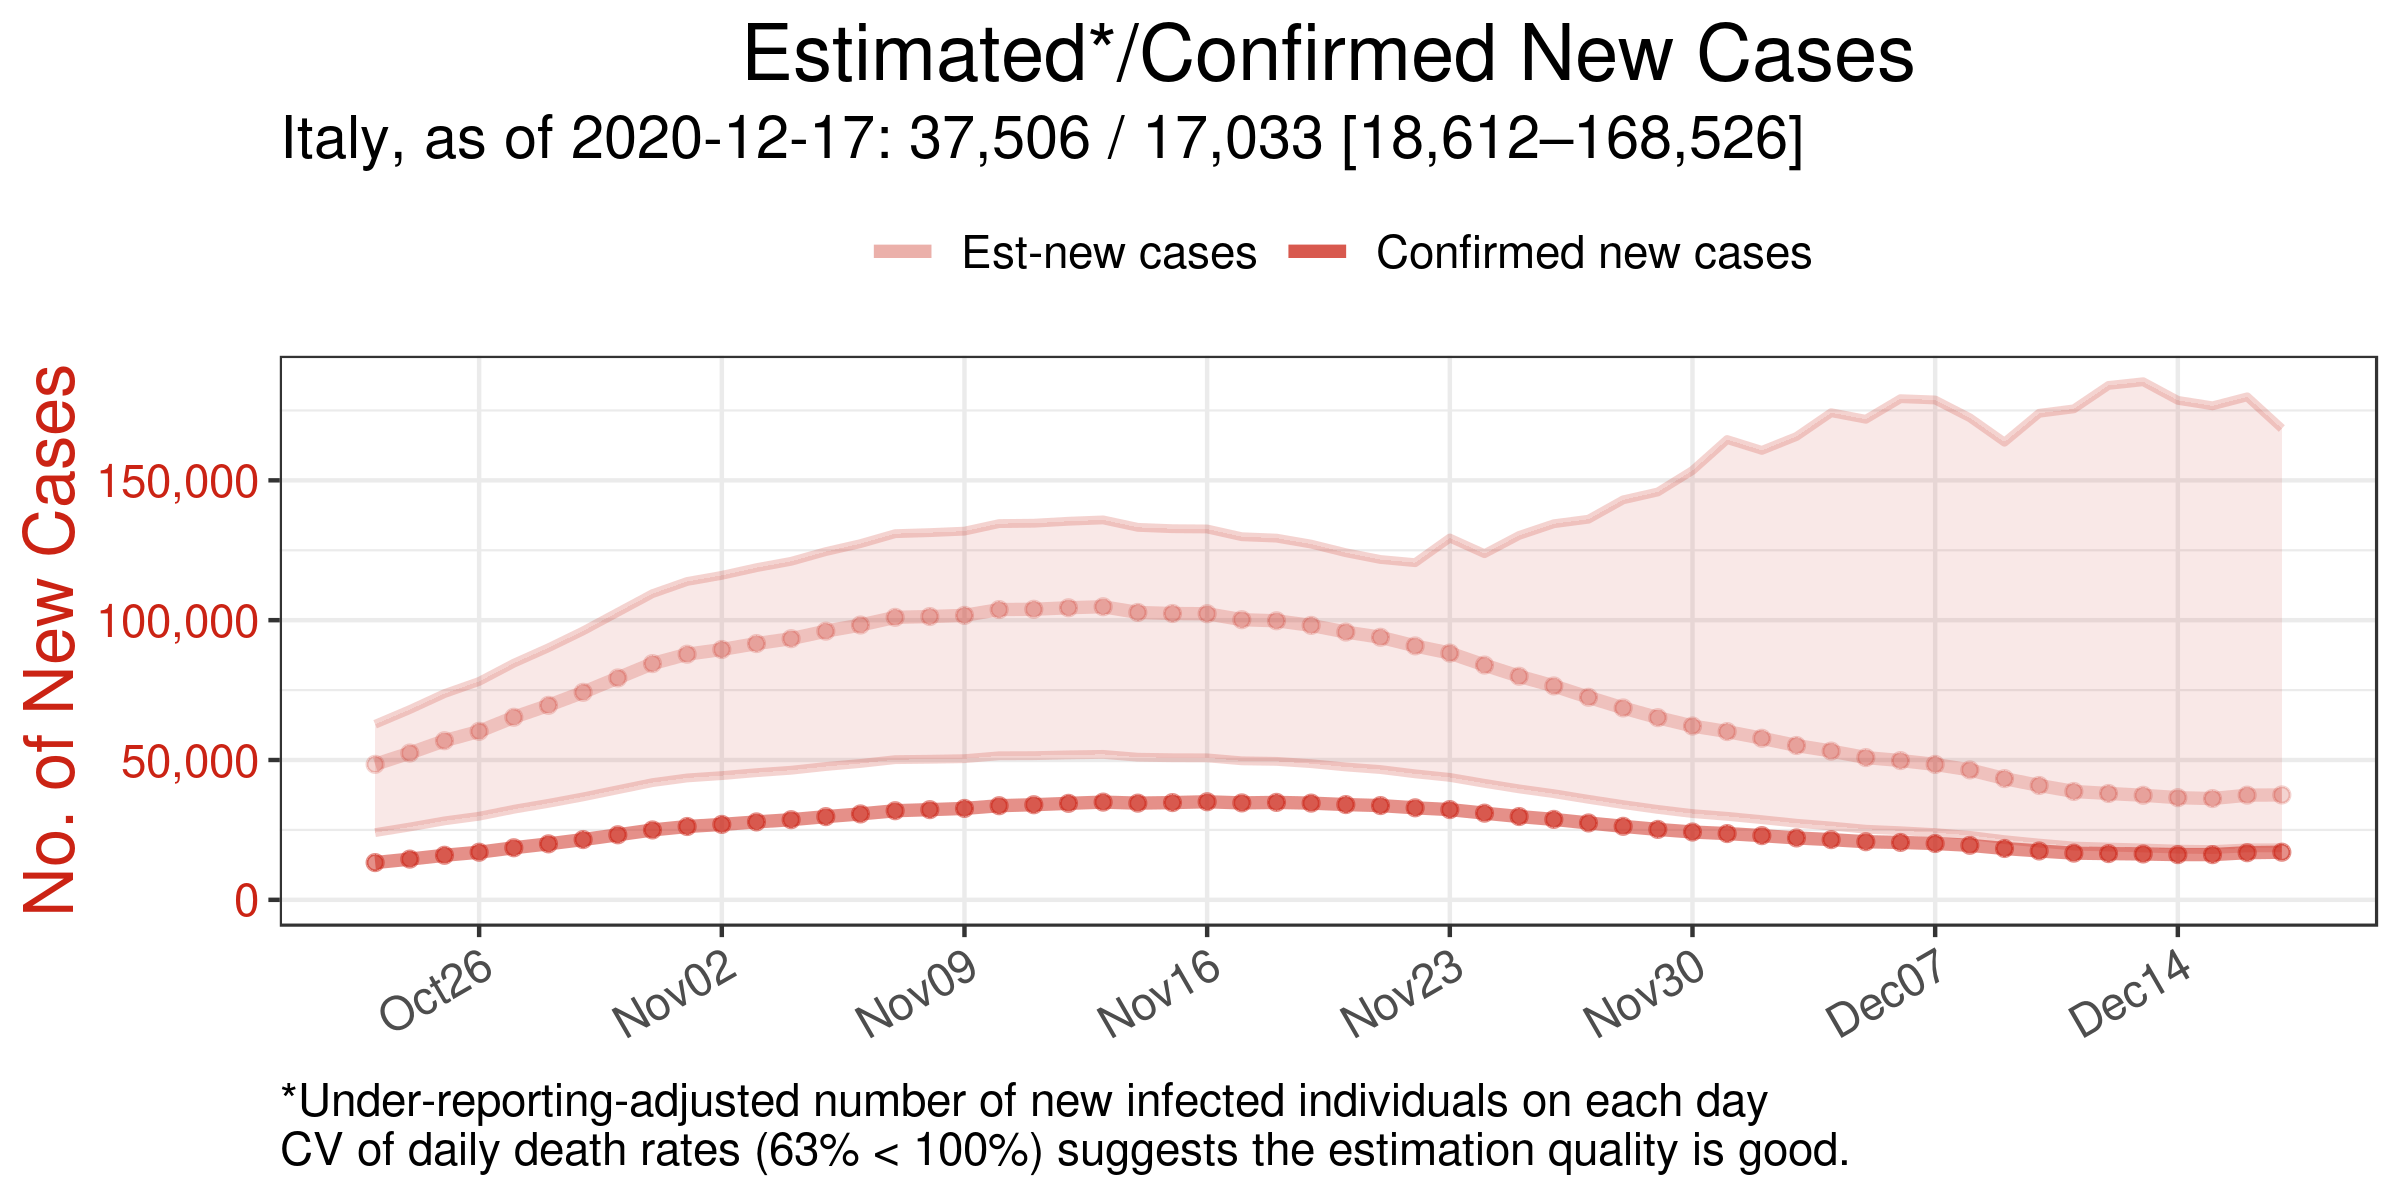 Estimated*/Confirmed New Cases
Italy, as of 2020-12-17: 37,506 / 17,033 [18,612–168,526]
Est-new cases
Confirmed new cases
No. of New Cases
150,000
100,000
50,000
0
Oct26
Nov02
Nov09
Nov16
Nov23
Nov30
Dec07
Dec14
*Under-reporting-adjusted number of new infected individuals on each day
CV of daily death rates (63% < 100%) suggests the estimation quality is good.